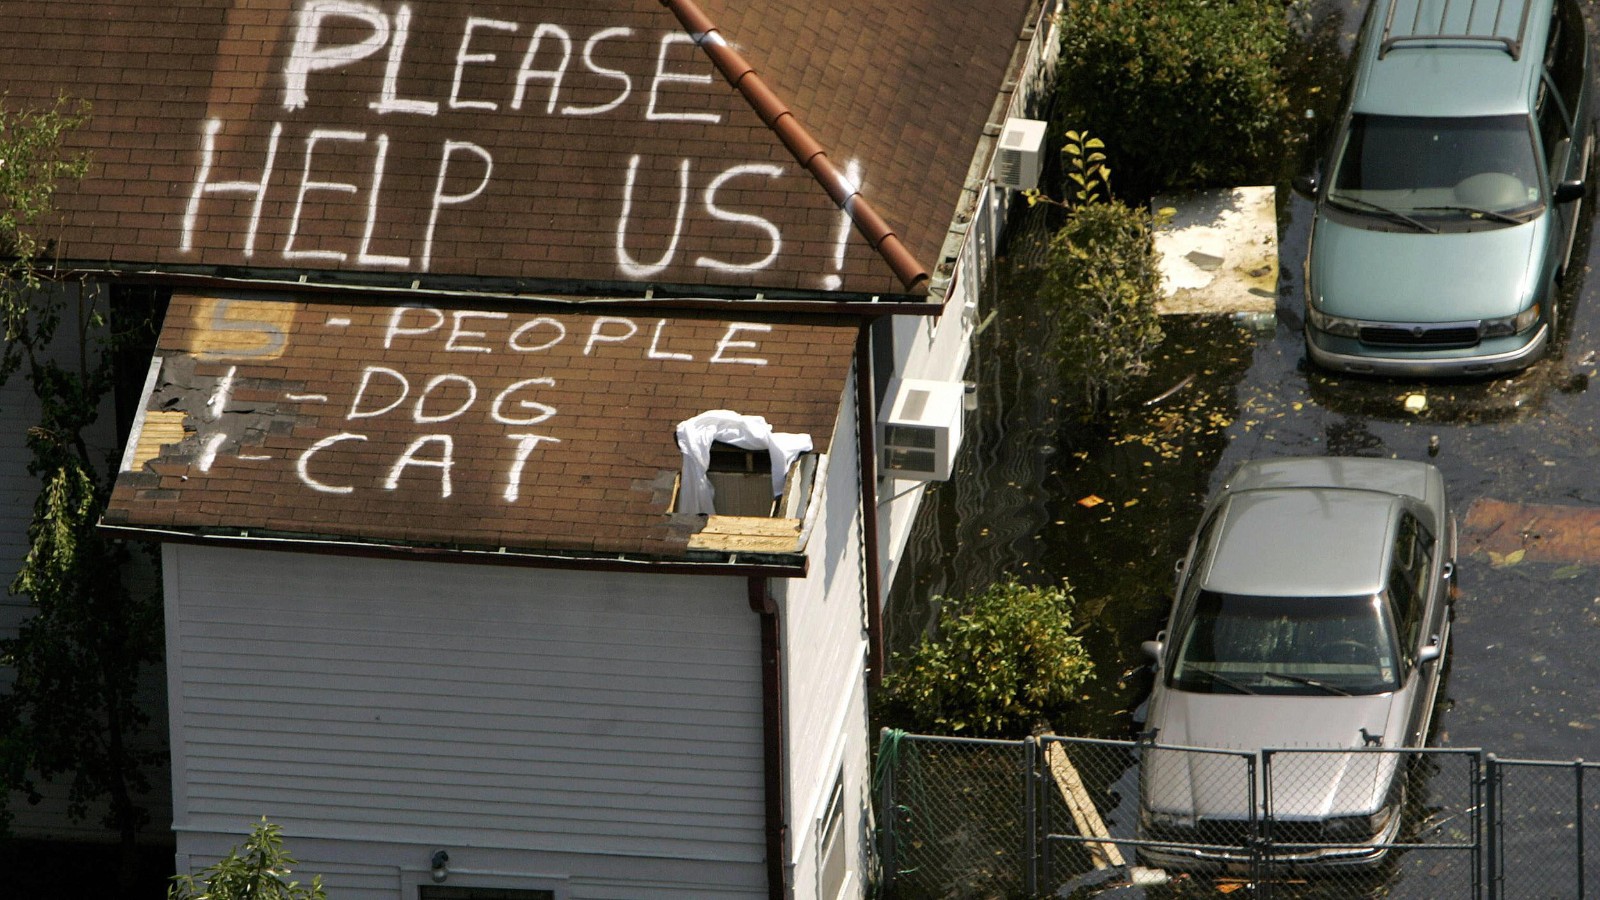 PLEASE
HELP US!
5 - PEOPLE
1 - DOG
1 - CAT